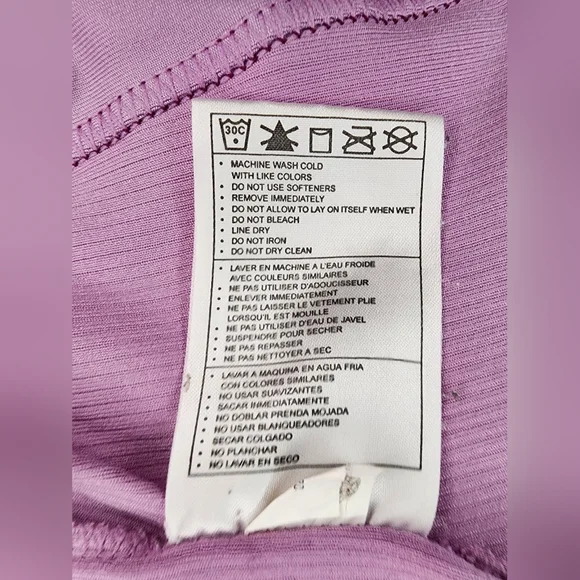 30C
• MACHINE WASH COLD
WITH LIKE COLORS
• DO NOT USE SOFTENERS
• REMOVE IMMEDIATELY
• DO NOT ALLOW TO LAY ON ITSELF WHEN WET
• DO NOT BLEACH
• LINE DRY
• DO NOT IRON
• DO NOT DRY CLEAN
• LAVER EN MACHINE A L'EAU FROIDE
AVEC COULEURS SIMILAIRES
• NE PAS UTILISER D'ADOUCISSEUR
• ENLEVER IMMEDIATEMENT
• NE PAS LAISSER LE VETEMENT PLIE
LORSQU'IL EST MOUILLE
• NE PAS UTILISER D'EAU DE JAVEL
• SUSPENDRE POUR SECHER
• NE PAS REPASSER
• NE PAS NETTOYER A SEC
• LAVAR A MAQUINA EN AGUA FRIA
CON COLORES SIMILARES
• NO USAR SUAVIZANTES
• SACAR INMEDIATAMENTE
• NO DOBLAR PRENDA MOJADA
• NO USAR BLANQUEADORES
• SECAR COLGADO
• NO PLANCHAR
• NO LAVAR EN SECO